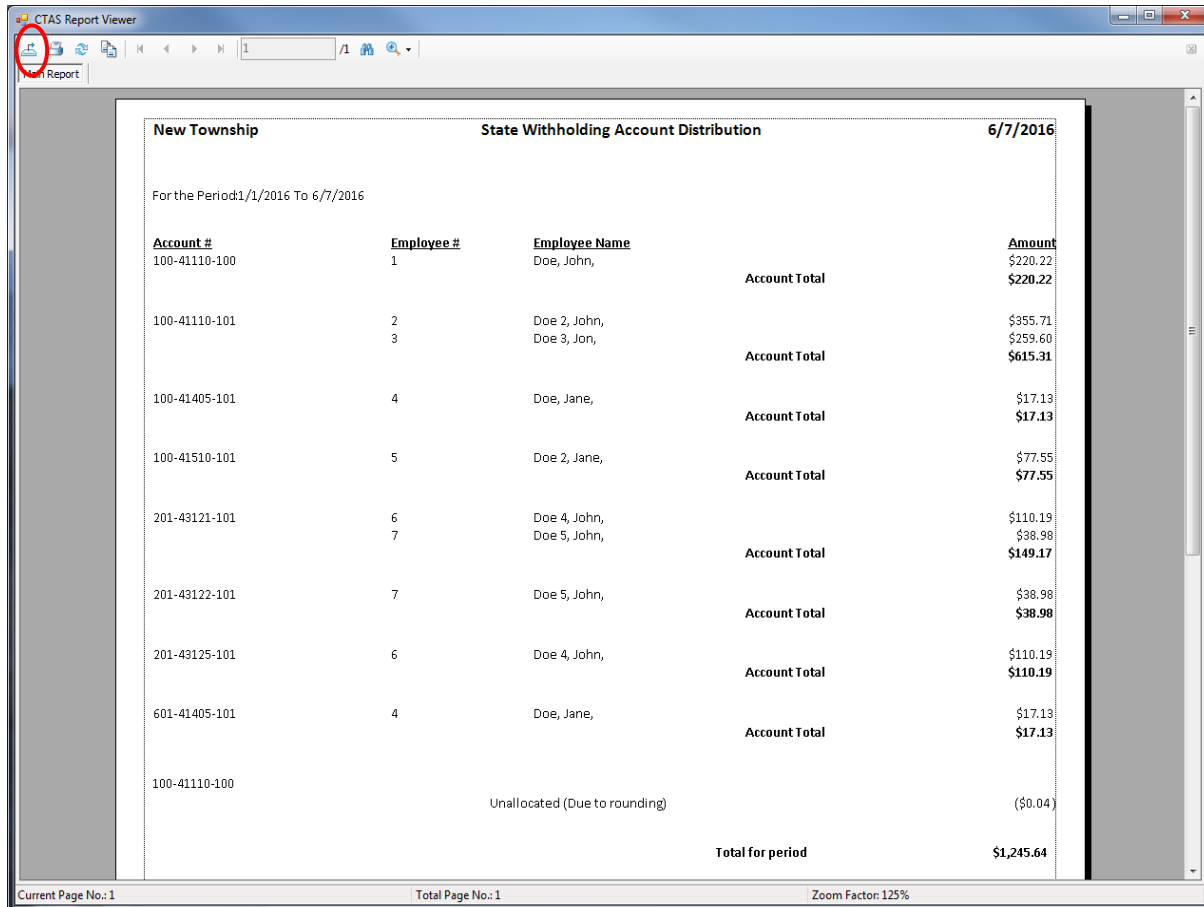 CTAS Report Viewer
1 /1
Main Report
New Township State Withholding Account Distribution 6/7/2016
For the Period:1/1/2016 To 6/7/2016
Account # Employee # Employee Name Amount
100-41110-100 1 Doe, John, $220.22
Account Total $220.22
100-41110-101 2 Doe 2, John, $355.71
3 Doe 3, Jon, $259.60
Account Total $615.31
100-41405-101 4 Doe, Jane, $17.13
Account Total $17.13
100-41510-101 5 Doe 2, Jane, $77.55
Account Total $77.55
201-43121-101 6 Doe 4, John, $110.19
7 Doe 5, John, $38.98
Account Total $149.17
201-43122-101 7 Doe 5, John, $38.98
Account Total $38.98
201-43125-101 6 Doe 4, John, $110.19
Account Total $110.19
601-41405-101 4 Doe, Jane, $17.13
Account Total $17.13
100-41110-100
Unallocated (Due to rounding) ($0.04)
Total for period $1,245.64
Current Page No.: 1 Total Page No.: 1 Zoom Factor: 125%